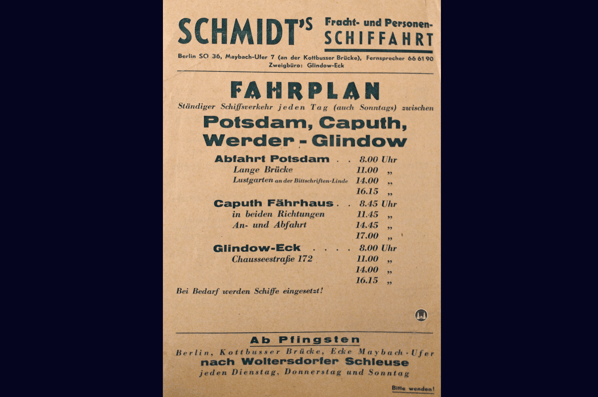 SCHMIDT'S Fracht- und Personen-
SCHIFFAHRT
Berlin SO 36, Maybach-Ufer 7 (an der Kottbusser Brücke), Fernsprecher 66 61 90
Zweigbüro: Glindow-Eck
FAHRPLAN
Ständiger Schiffsverkehr jeden Tag (auch Sonntags) zwischen
Potsdam, Caputh,
Werder - Glindow
Abfahrt Potsdam . . 8.00 Uhr
Lange Brücke 11.00 „
Lustgarten an der Bittschriften-Linde 14.00 „
16.15 „
Caputh Fährhaus . . 8.45 Uhr
in beiden Richtungen 11.45 „
An- und Abfahrt 14.45 „
17.00 „
Glindow-Eck . . . . 8.00 Uhr
Chausseestraße 172 11.00 „
14.00 „
16.15 „
Bei Bedarf werden Schiffe eingesetzt!
Ab Pfingsten
Berlin, Kottbusser Brücke, Ecke Maybach-Ufer
nach Woltersdorfer Schleuse
jeden Dienstag, Donnerstag und Sonntag
Bitte wenden!